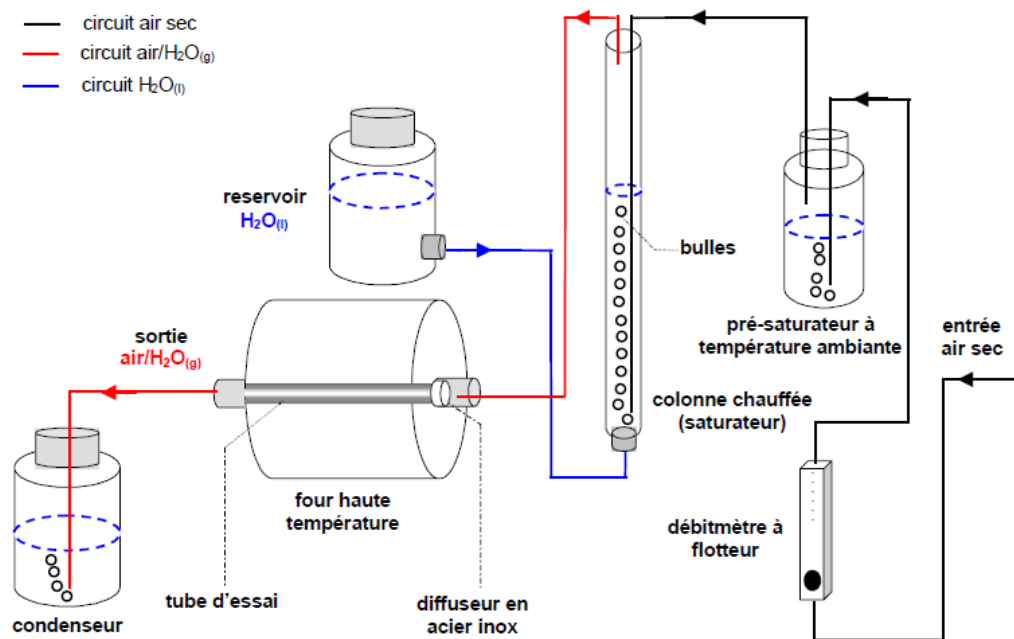 circuit air sec
circuit air/H₂O₍g₎
circuit H₂O₍l₎
reservoir
H₂O₍l₎
bulles
pré-saturateur à
température ambiante
entrée
air sec
sortie
air/H₂O₍g₎
colonne chauffée
(saturateur)
four haute
température
débitmètre à
flotteur
tube d'essai
diffuseur en
acier inox
condenseur